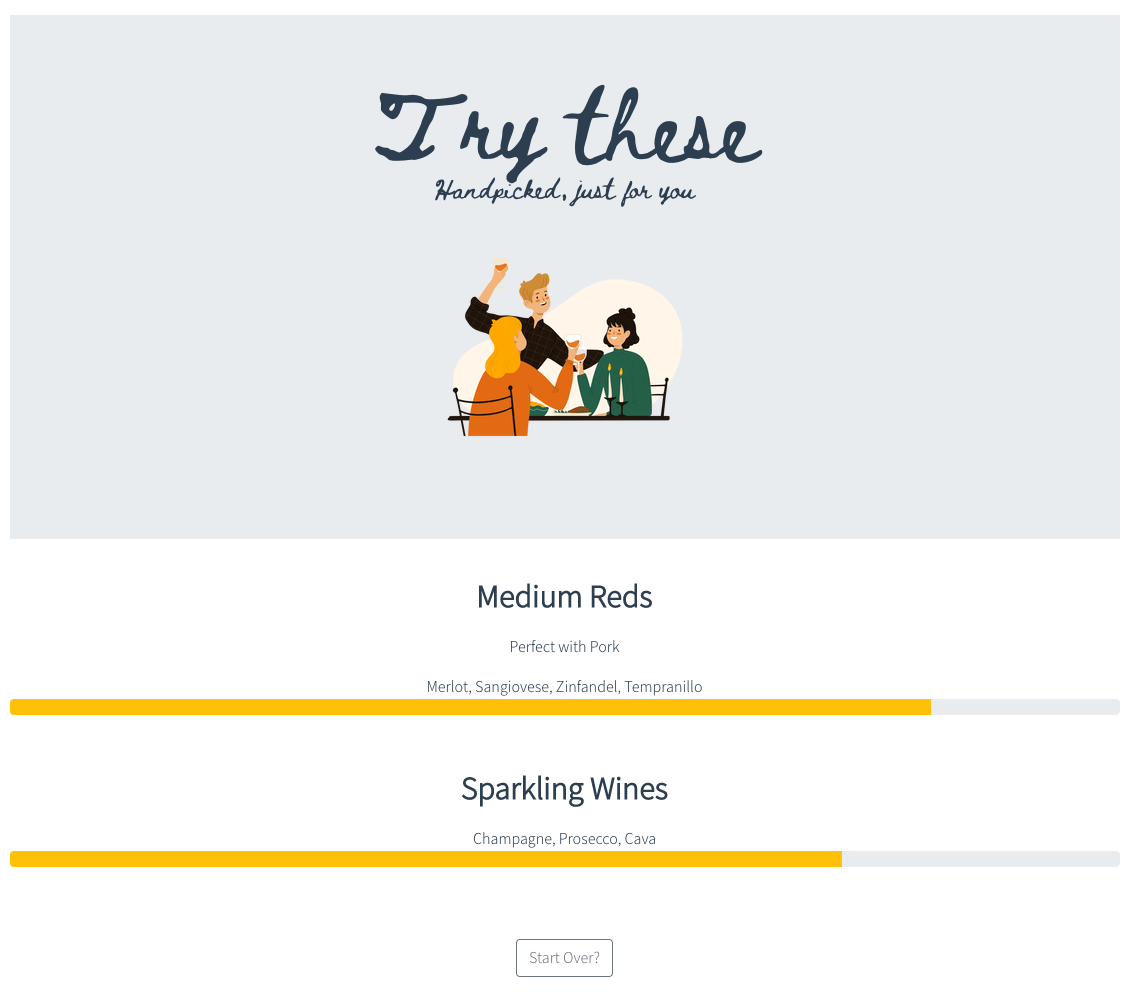 Try these
Handpicked, just for you
Medium Reds
Perfect with Pork
Merlot, Sangiovese, Zinfandel, Tempranillo
Sparkling Wines
Champagne, Prosecco, Cava
Start Over?